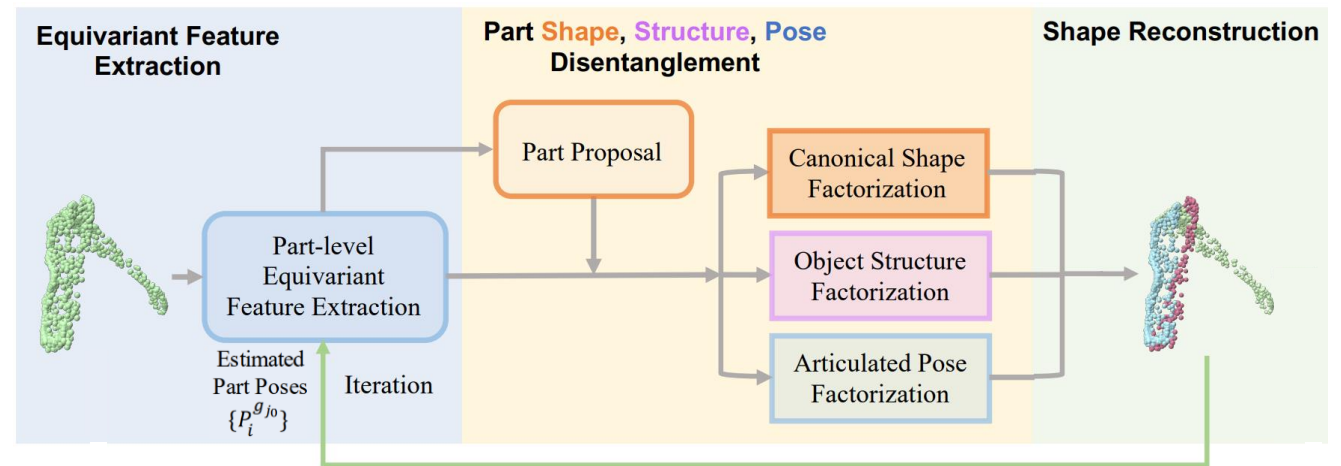 Equivariant Feature
Extraction
Part Shape, Structure, Pose
Disentanglement
Shape Reconstruction
Part Proposal
Part-level
Equivariant
Feature Extraction
Canonical Shape
Factorization
Object Structure
Factorization
Articulated Pose
Factorization
Estimated
Part Poses
{P_i^{g_{j_0}}}
Iteration